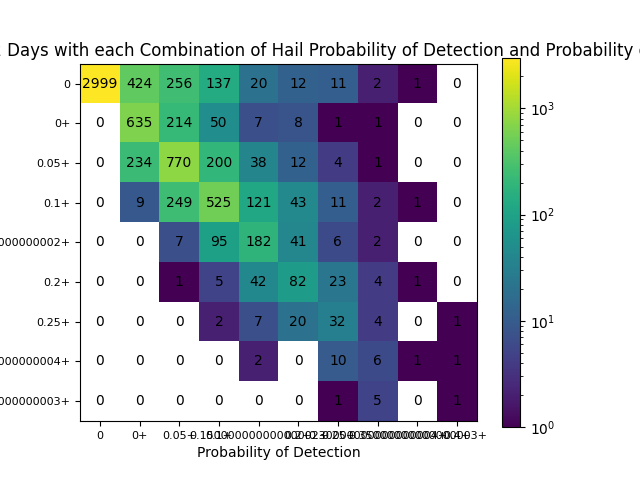 Days with each Combination of Hail Probability of Detection and Probability
0 2999 424 256 137 20 12 11 2 1 0
0+ 0 635 214 50 7 8 1 1 0 0
0.05+ 0 234 770 200 38 12 4 1 0 0
0.1+ 0 9 249 525 121 43 11 2 1 0
000000002+ 0 0 7 95 182 41 6 2 0 0
0.2+ 0 0 1 5 42 82 23 4 1 0
0.25+ 0 0 0 2 7 20 32 4 0 1
000000004+ 0 0 0 0 2 0 10 6 1 1
000000003+ 0 0 0 0 0 0 1 5 0 1
0 0+ 0.05+
Probability of Detection
10³
10²
10¹
10⁰